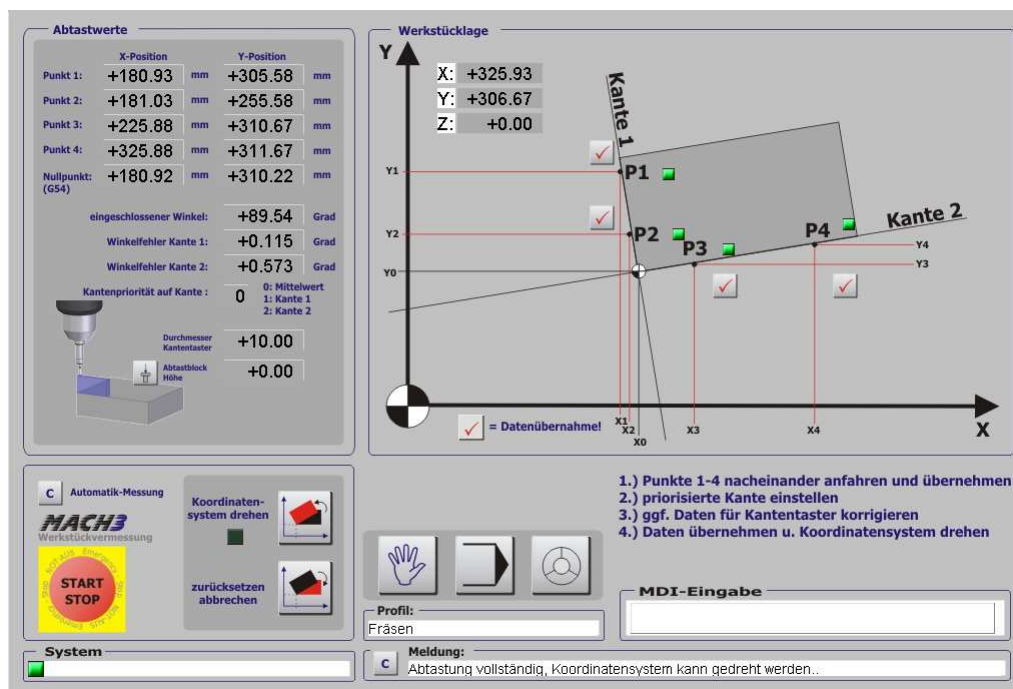 Abtastwerte
X-Position Y-Position
Punkt 1: +180.93 mm +305.58 mm
Punkt 2: +181.03 mm +255.58 mm
Punkt 3: +225.88 mm +310.67 mm
Punkt 4: +325.88 mm +311.67 mm
Nullpunkt: +180.92 mm +310.22 mm
(G54)
eingeschlossener Winkel: +89.54 Grad
Winkelfehler Kante 1: +0.115 Grad
Winkelfehler Kante 2: +0.573 Grad
Kantenpriorität auf Kante : 0
0: Mittelwert
1: Kante 1
2: Kante 2
Durchmesser
Kantentaster
+10.00
Abtastblock
Höhe
+0.00
Werkstücklage
Y
X: +325.93
Y: +306.67
Z: +0.00
Kante 1
Y1
P1
Y2
P2
P3
P4
Kante 2
Y4
Y3
Y0
= Datenübernahme!
X1
X2
X0
X3
X4
X
C Automatik-Messung
MACH3
Werkstückvermessung
NOT-AUS Emergency-Stop NOT-AUS Emergency-Stop
START
STOP
Koordinaten-
system drehen
zurücksetzen
abbrechen
1.) Punkte 1-4 nacheinander anfahren und übernehmen
2.) priorisierte Kante einstellen
3.) ggf. Daten für Kantentaster korrigieren
4.) Daten übernehmen u. Koordinatensystem drehen
Profil:
Fräsen
MDI-Eingabe
System
C Meldung:
Abtastung vollständig, Koordinatensystem kann gedreht werden..